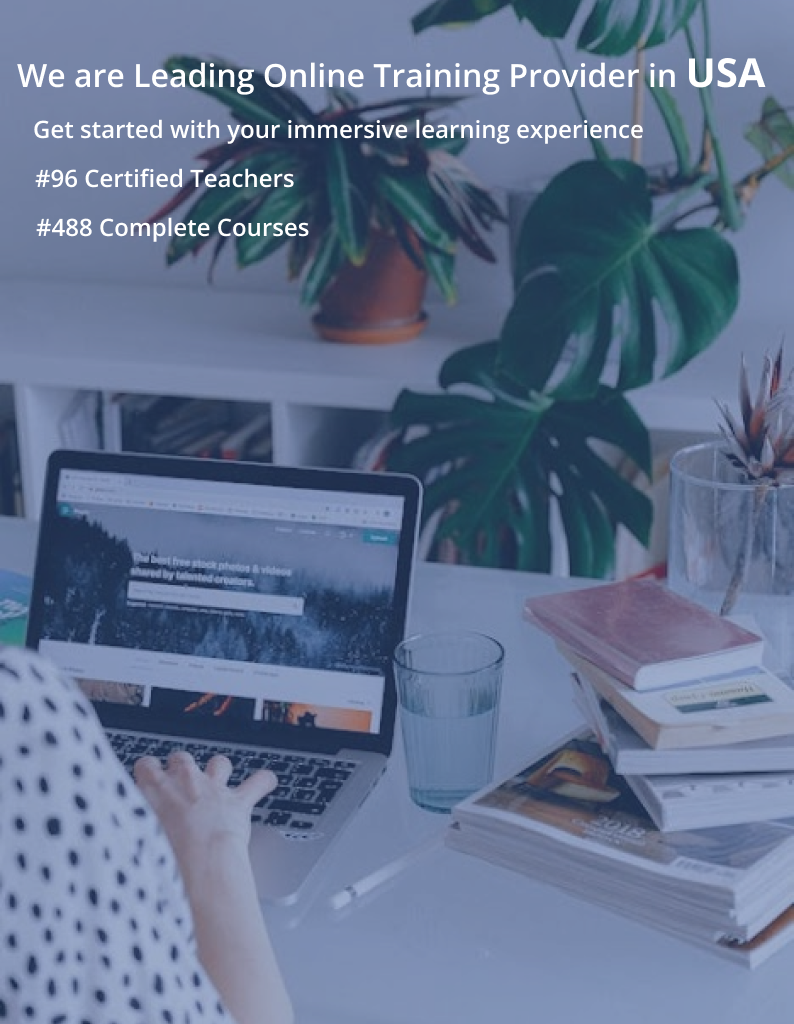 We are Leading Online Training Provider in USA
Get started with your immersive learning experience
#96 Certified Teachers
#488 Complete Courses
The best free stock photos & videos
shared by talented creators.
2018